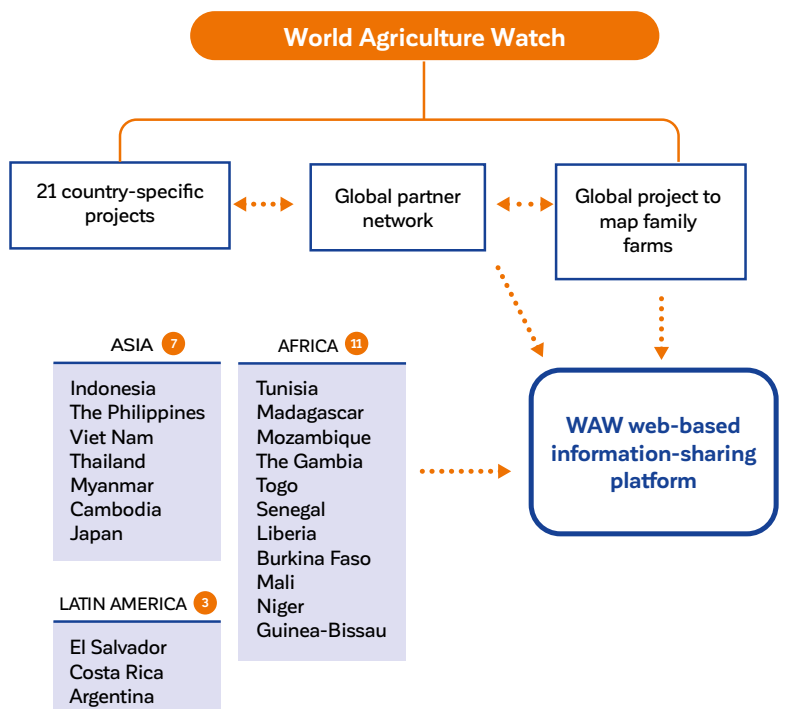 World Agriculture Watch
21 country-specific
projects
Global partner
network
Global project to
map family
farms
ASIA 7
Indonesia
The Philippines
Viet Nam
Thailand
Myanmar
Cambodia
Japan
LATIN AMERICA 3
El Salvador
Costa Rica
Argentina
AFRICA 11
Tunisia
Madagascar
Mozambique
The Gambia
Togo
Senegal
Liberia
Burkina Faso
Mali
Niger
Guinea-Bissau
WAW web-based
information-sharing
platform